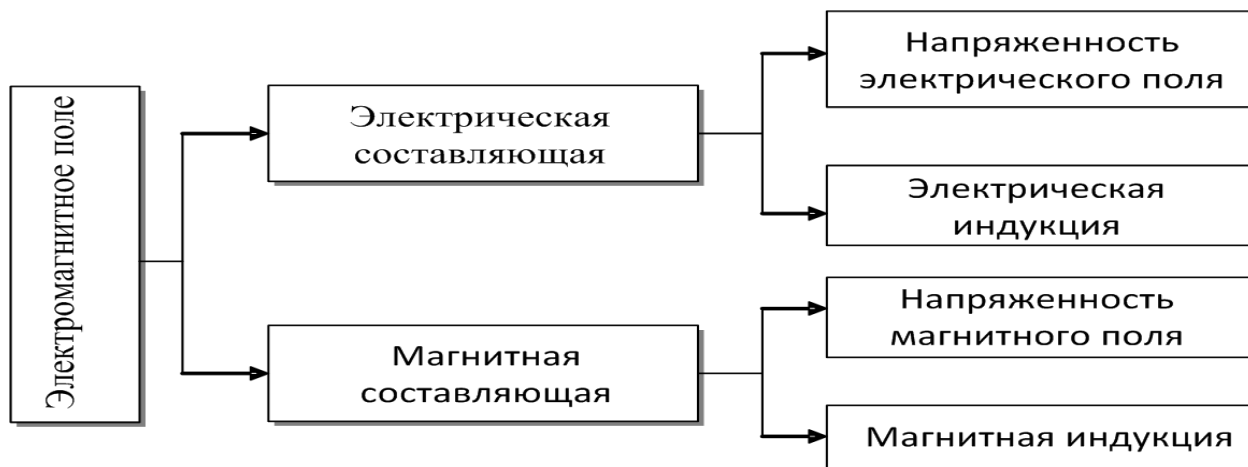 Электромагнитное поле
Электрическая
составляющая
Напряженность
электрического поля
Электрическая
индукция
Магнитная
составляющая
Напряженность
магнитного поля
Магнитная индукция